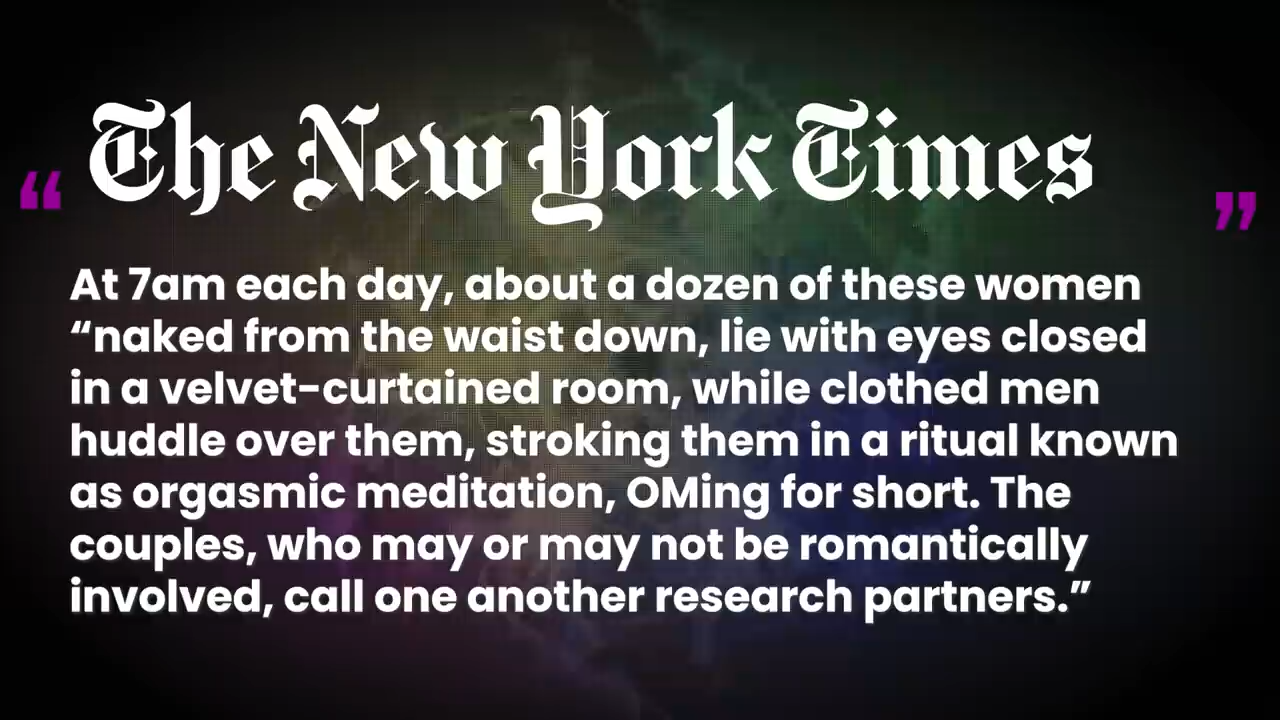 The New York Times
“ ”
At 7am each day, about a dozen of these women
“naked from the waist down, lie with eyes closed
in a velvet-curtained room, while clothed men
huddle over them, stroking them in a ritual known
as orgasmic meditation, OMing for short. The
couples, who may or may not be romantically
involved, call one another research partners.”